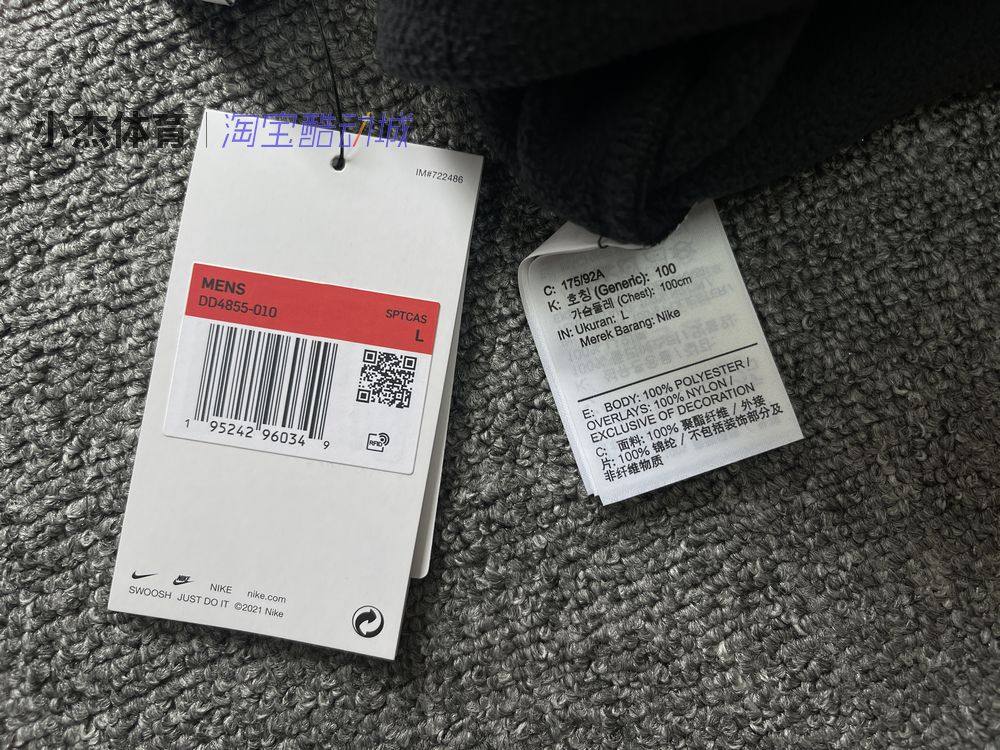 小杰体育 | 淘宝酷动城
IM#722486
MENS
DD4855-010
SPTCAS
L
1 95242 96034 9
RFID
NIKE nike.com
SWOOSH JUST DO IT ©2021 Nike
C: 175/92A
K: 호칭 (Generic): 100
가슴둘레 (Chest): 100cm
IN: Ukuran: L
Merek Barang: Nike
E: BODY: 100% POLYESTER /
OVERLAYS: 100% NYLON /
EXCLUSIVE OF DECORATION
C: 面料: 100% 聚酯纤维 / 外接
片: 100% 锦纶 / 不包括装饰部分及
非纤维物质